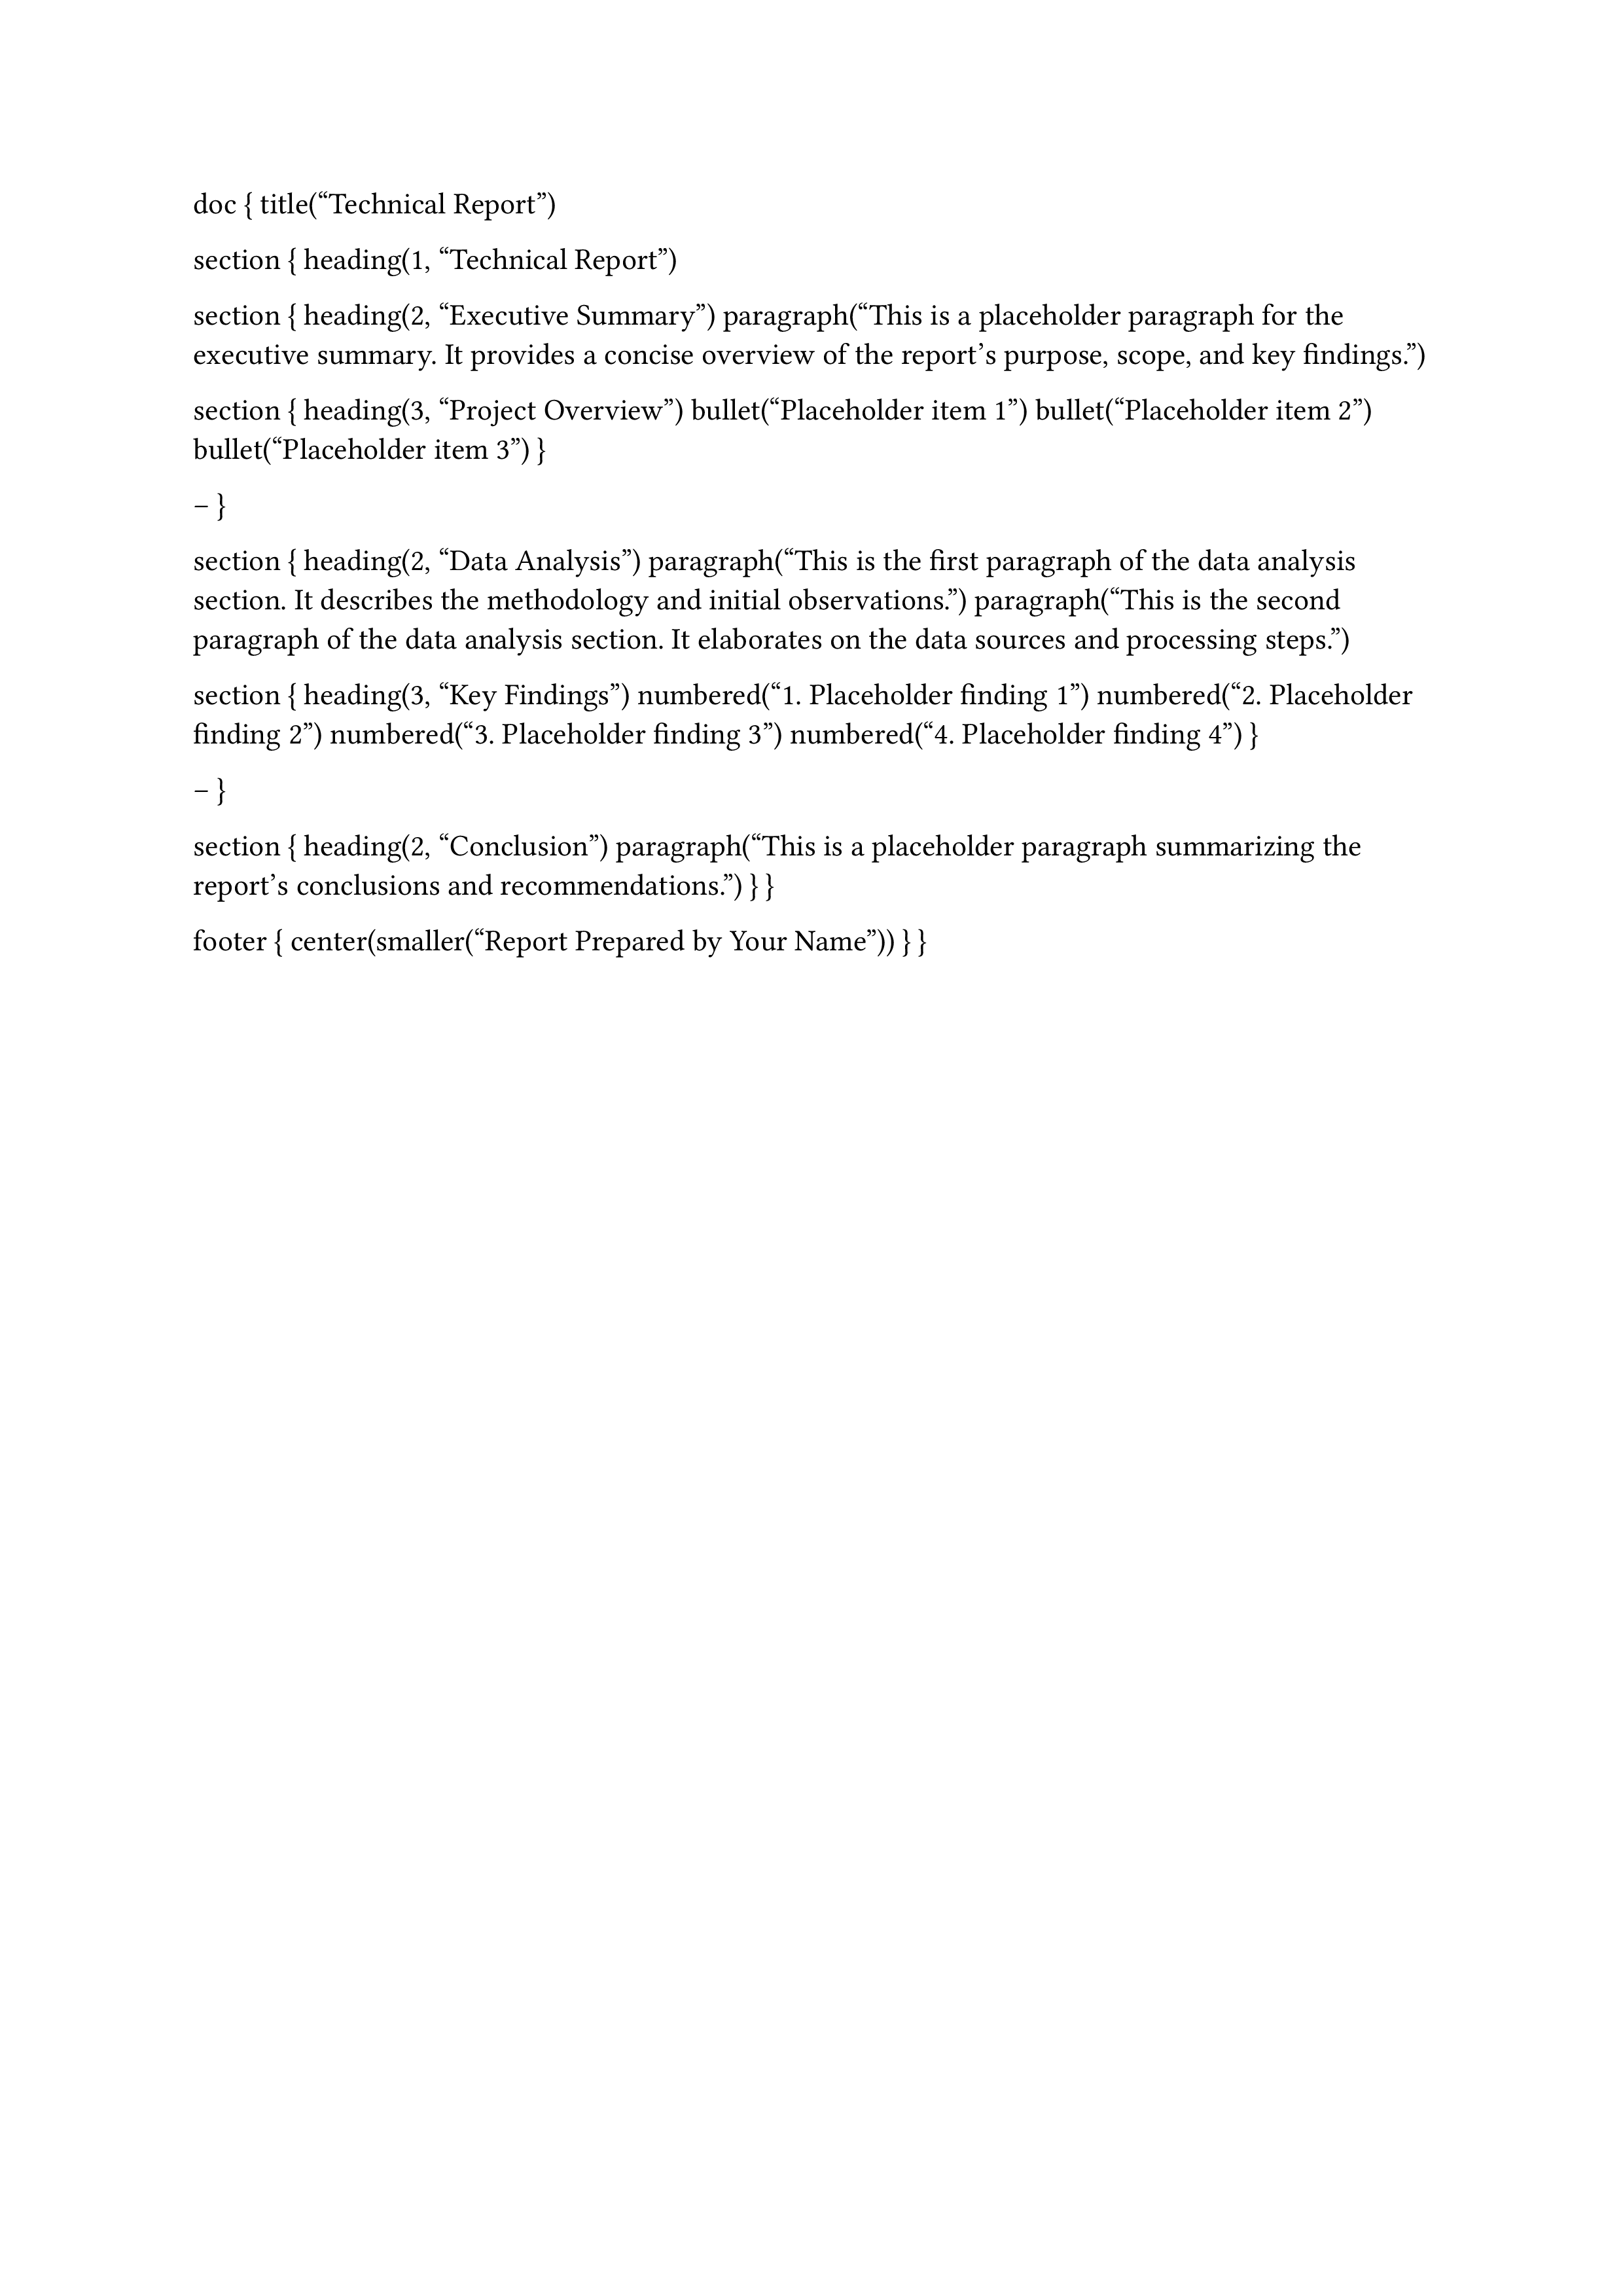 doc { title(“Technical Report”)
section { heading(1, “Technical Report”)
section { heading(2, “Executive Summary”) paragraph(“This is a placeholder paragraph for the
executive summary. It provides a concise overview of the report’s purpose, scope, and key findings.”)
section { heading(3, “Project Overview”) bullet(“Placeholder item 1”) bullet(“Placeholder item 2”)
bullet(“Placeholder item 3”) }
– }
section { heading(2, “Data Analysis”) paragraph(“This is the first paragraph of the data analysis
section. It describes the methodology and initial observations.”) paragraph(“This is the second
paragraph of the data analysis section. It elaborates on the data sources and processing steps.”)
section { heading(3, “Key Findings”) numbered(“1. Placeholder finding 1”) numbered(“2. Placeholder
finding 2”) numbered(“3. Placeholder finding 3”) numbered(“4. Placeholder finding 4”) }
– }
section { heading(2, “Conclusion”) paragraph(“This is a placeholder paragraph summarizing the
report’s conclusions and recommendations.”) } }
footer { center(smaller(“Report Prepared by Your Name”)) } }